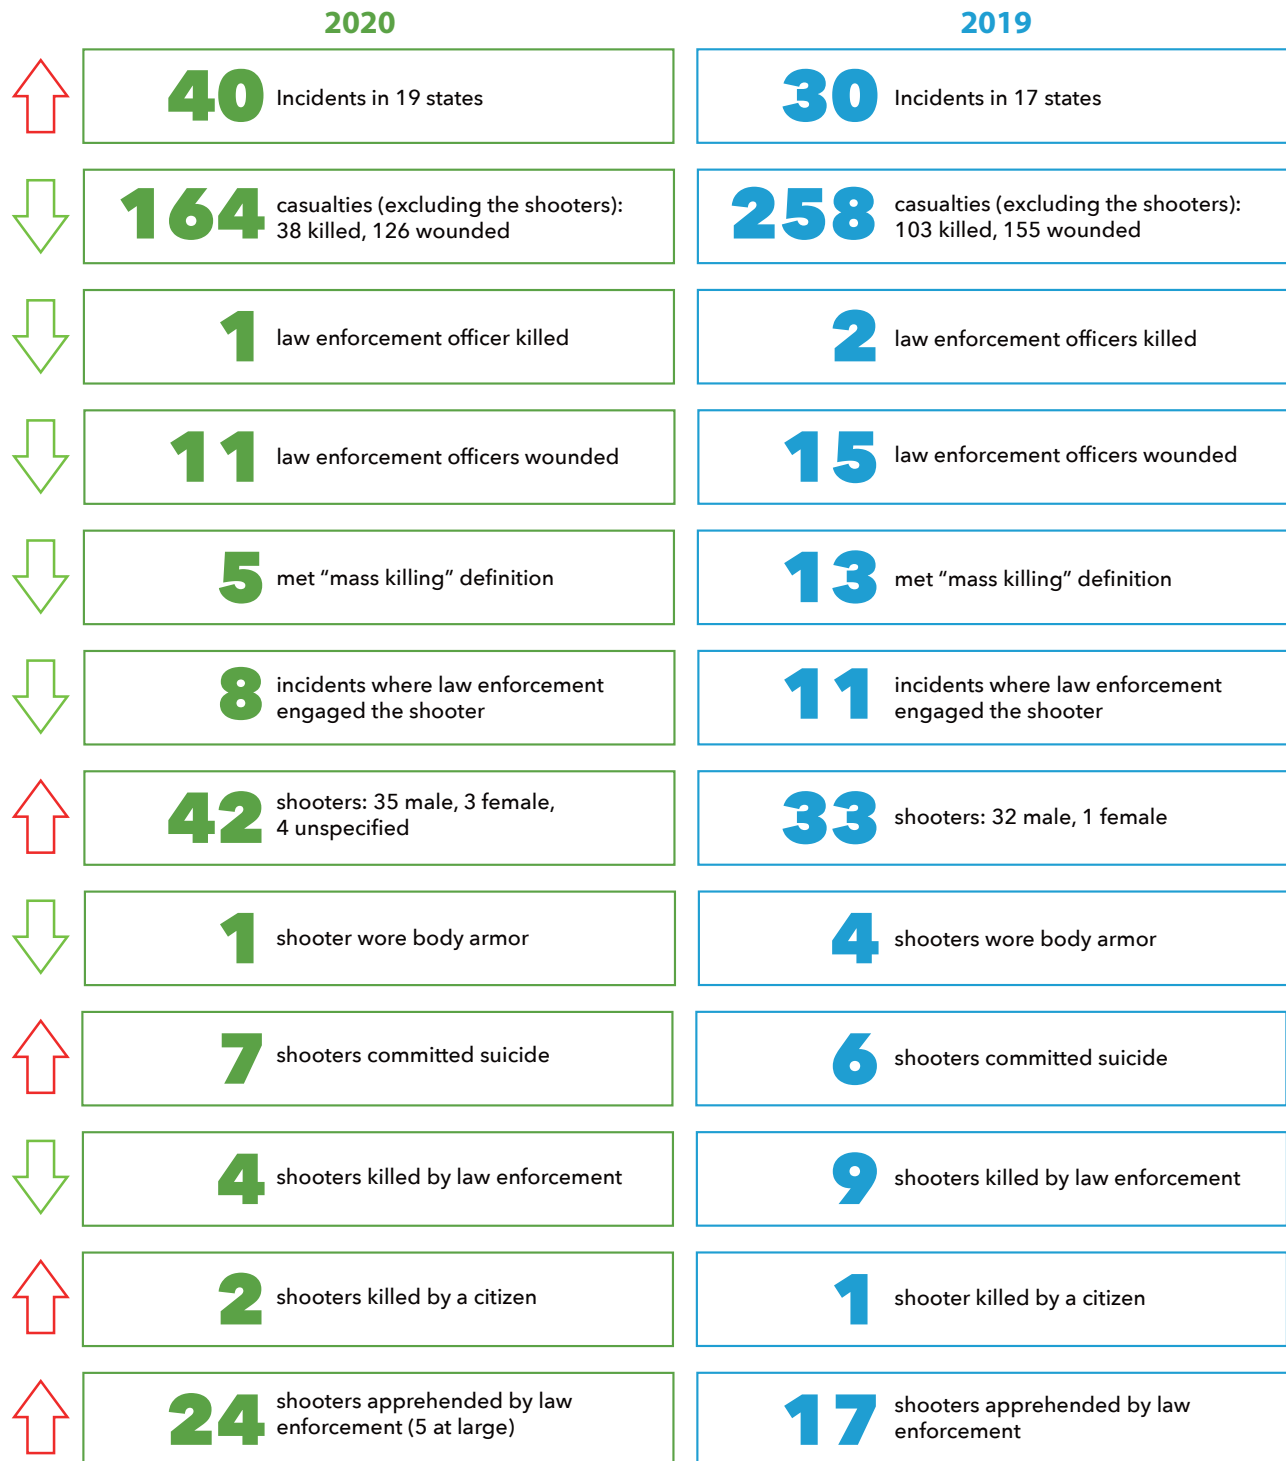 2020
2019
40 Incidents in 19 states
30 Incidents in 17 states
164 casualties (excluding the shooters):
38 killed, 126 wounded
258 casualties (excluding the shooters):
103 killed, 155 wounded
1 law enforcement officer killed
2 law enforcement officers killed
11 law enforcement officers wounded
15 law enforcement officers wounded
5 met “mass killing” definition
13 met “mass killing” definition
8 incidents where law enforcement
engaged the shooter
11 incidents where law enforcement
engaged the shooter
42 shooters: 35 male, 3 female,
4 unspecified
33 shooters: 32 male, 1 female
1 shooter wore body armor
4 shooters wore body armor
7 shooters committed suicide
6 shooters committed suicide
4 shooters killed by law enforcement
9 shooters killed by law enforcement
2 shooters killed by a citizen
1 shooter killed by a citizen
24 shooters apprehended by law
enforcement (5 at large)
17 shooters apprehended by law
enforcement